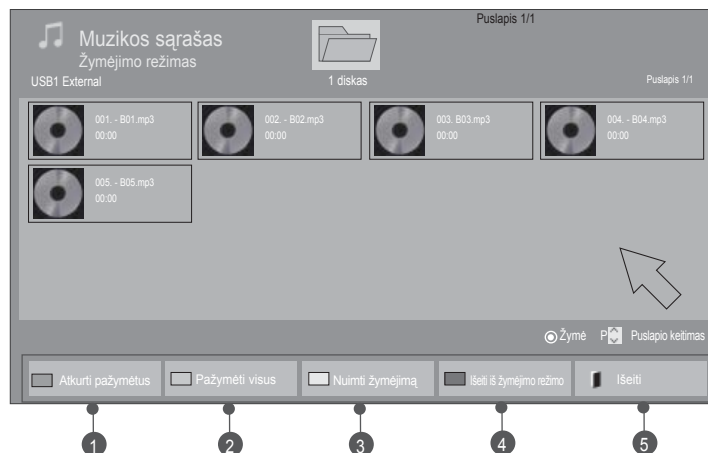 Puslapis 1/1
Muzikos sąrašas
Žymėjimo režimas
USB1 External
1 diskas
Puslapis 1/1
001. - B01.mp3
00:00
002. - B02.mp3
00:00
003. B03.mp3
00:00
004. - B04.mp3
00:00
005. - B05.mp3
00:00
Žymė P Puslapio keitimas
Atkurti pažymėtus Pažymėti visus Nuimti žymėjimą Išeiti iš žymėjimo režimo Išeiti
1 2 3 4 5